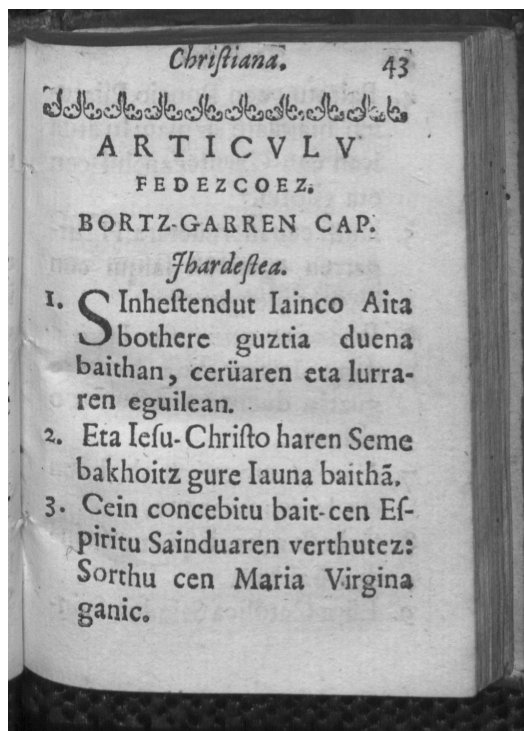 Chriſtiana. 43
ARTICVLV
FEDEZCOEZ.
BORTZ-GARREN CAP.
Jhardeſtea.
1. SInheſtendut Iainco Aita
bothere guztia duena
baithan, cerüaren eta lurra-
ren eguilean.
2. Eta Ieſu-Chriſto haren Seme
bakhoitz gure Iauna baithã.
3. Cein concebitu bait-cen Eſ-
piritu Sainduaren verthutez:
Sorthu cen Maria Virgina
ganic.